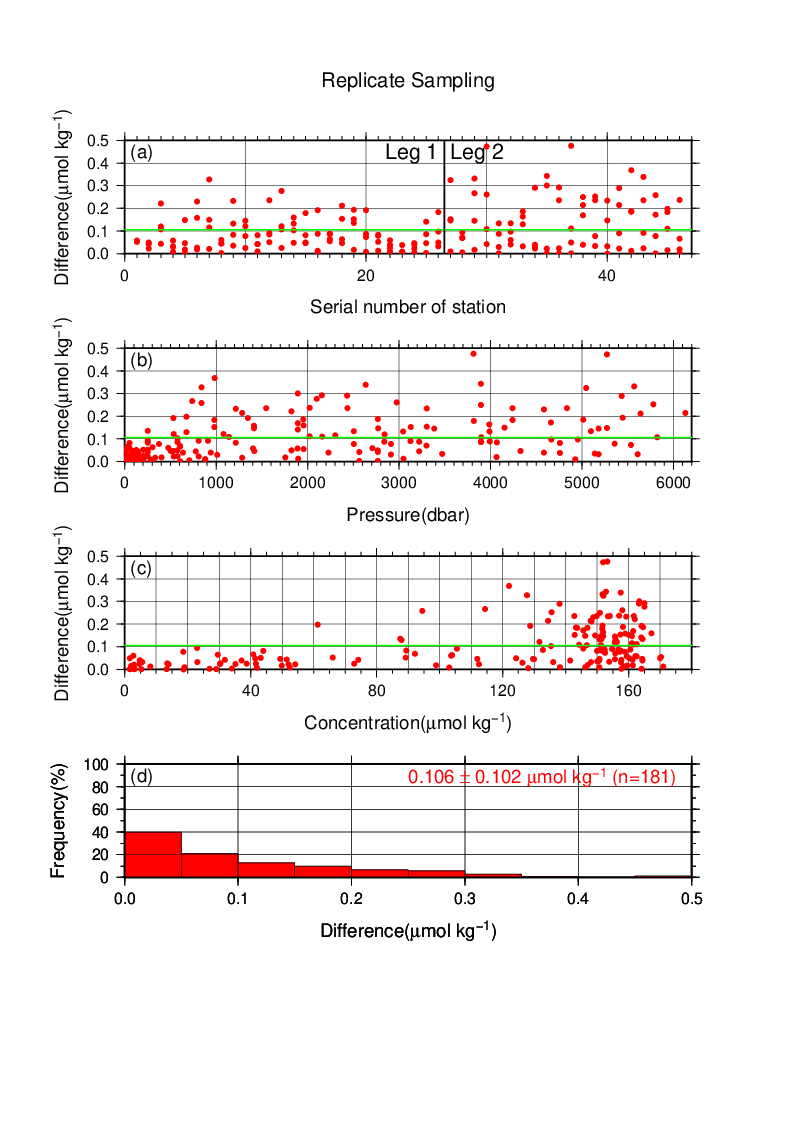 Replicate Sampling
Difference(μmol kg⁻¹)
0.5
0.4
0.3
0.2
0.1
0.0
(a)
Leg 1
Leg 2
0 20 40
Serial number of station
Difference(μmol kg⁻¹)
0.5
0.4
0.3
0.2
0.1
0.0
(b)
0 1000 2000 3000 4000 5000 6000
Pressure(dbar)
Difference(μmol kg⁻¹)
0.5
0.4
0.3
0.2
0.1
0.0
(c)
0 40 80 120 160
Concentration(μmol kg⁻¹)
Frequency(%)
100
80
60
40
20
0
(d)
0.106 ± 0.102 μmol kg⁻¹ (n=181)
0.0 0.1 0.2 0.3 0.4 0.5
Difference(μmol kg⁻¹)